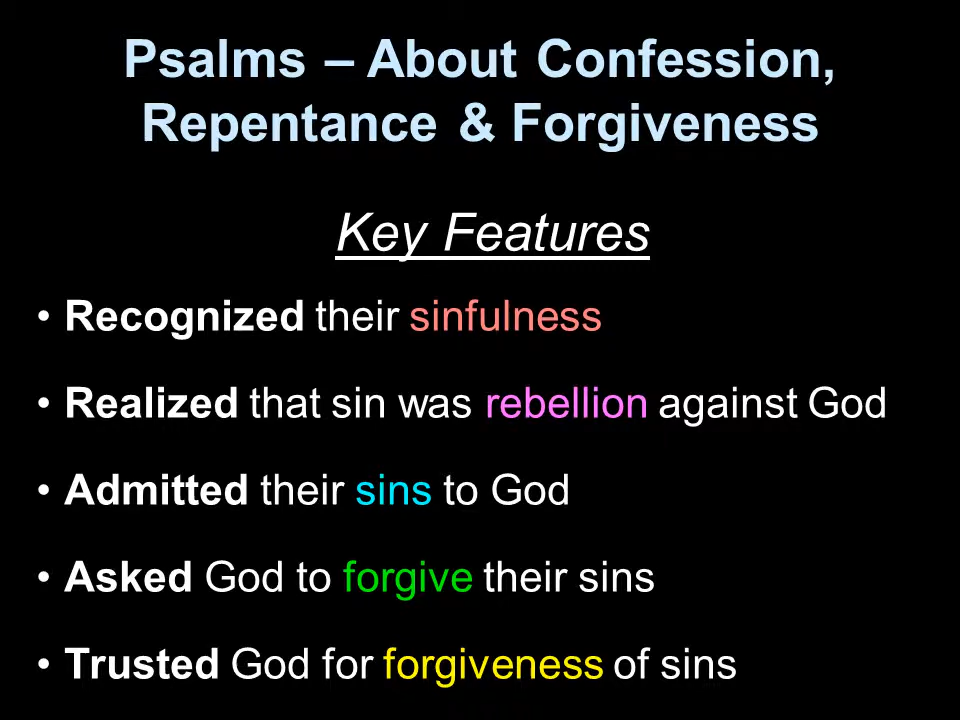 Psalms – About Confession,
Repentance & Forgiveness
Key Features
• Recognized their sinfulness
• Realized that sin was rebellion against God
• Admitted their sins to God
• Asked God to forgive their sins
• Trusted God for forgiveness of sins